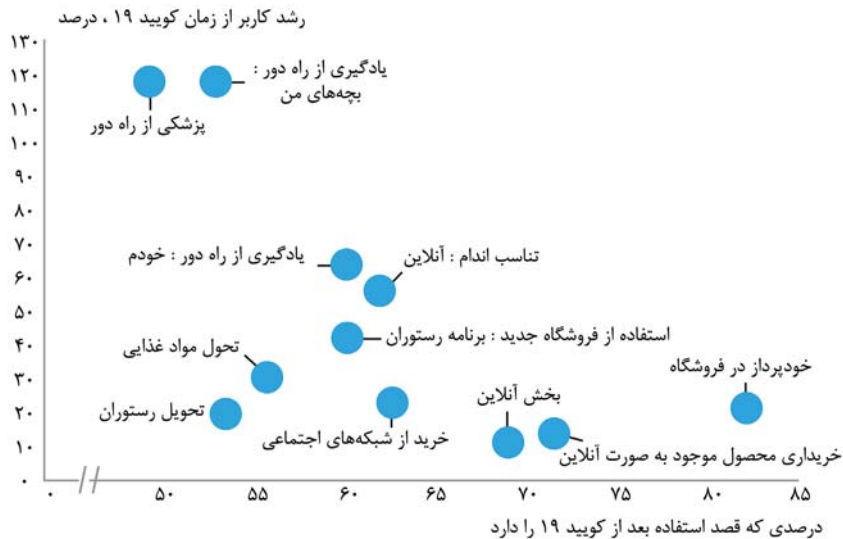 رشد کاربر از زمان کویید ۱۹ ، درصد
۱۳۰
۱۲۰
۱۱۰
۱۰۰
۹۰
۸۰
۷۰
۶۰
۵۰
۴۰
۳۰
۲۰
۱۰
۰
یادگیری از راه دور :
بچه‌های من
پزشکی از راه دور
یادگیری از راه دور : خودم
تناسب اندام : آنلاین
استفاده از فروشگاه جدید : برنامه رستوران
تحول مواد غذایی
خودپرداز در فروشگاه
بخش آنلاین
تحویل رستوران
خرید از شبکه‌های اجتماعی
خریداری محصول موجود به صورت آنلاین
۰ ۵۰ ۵۵ ۶۰ ۶۵ ۷۰ ۷۵ ۸۰ ۸۵
درصدی که قصد استفاده بعد از کویید ۱۹ را دارد